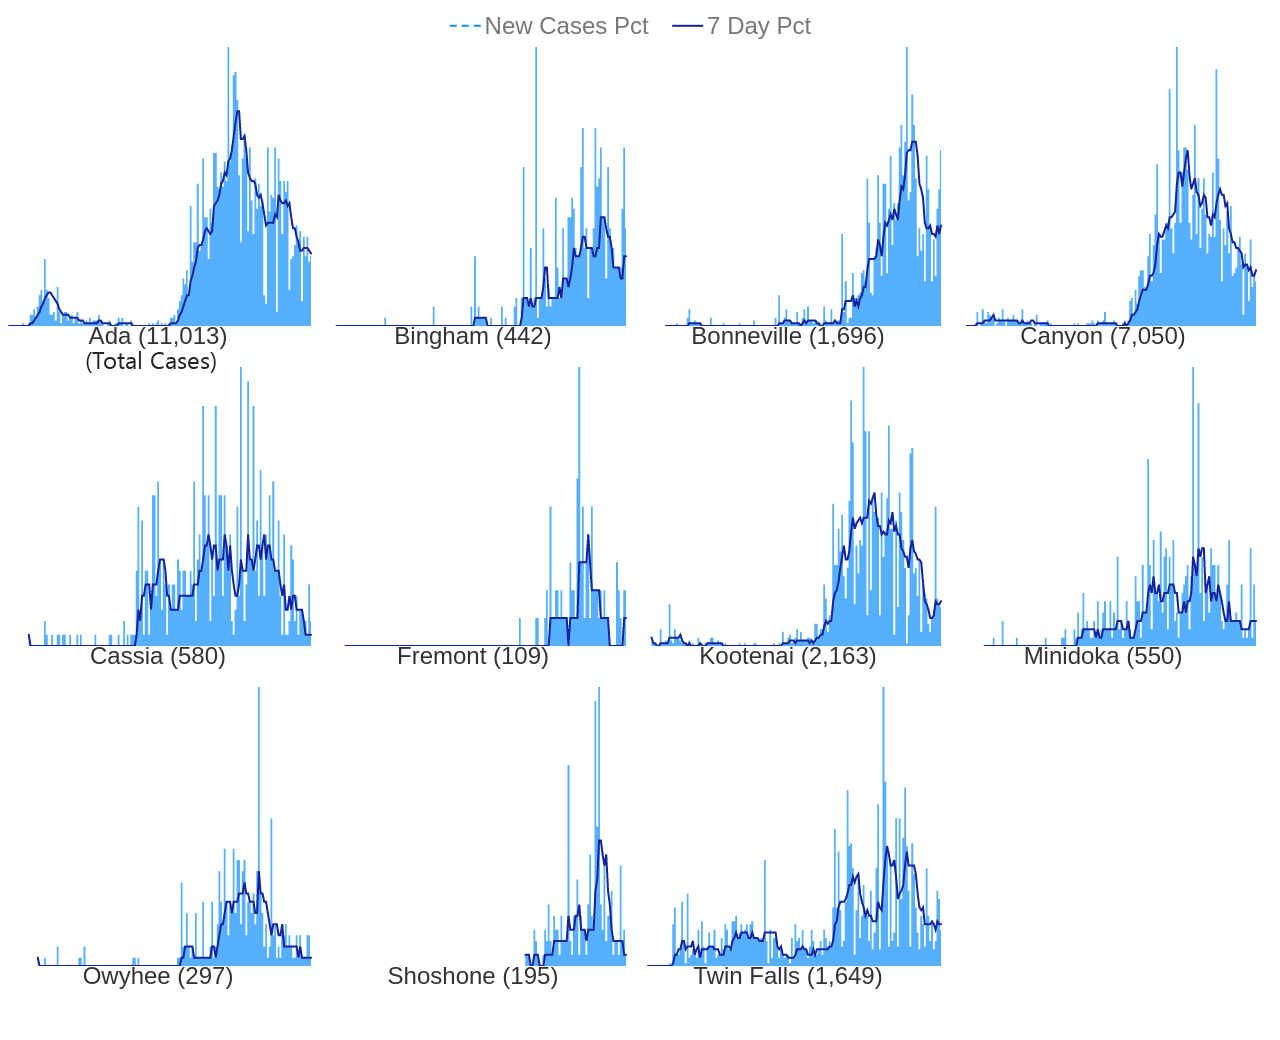 New Cases Pct 7 Day Pct
Ada (11,013) Bingham (442) Bonneville (1,696) Canyon (7,050)
(Total Cases)
Cassia (580) Fremont (109) Kootenai (2,163) Minidoka (550)
Owyhee (297) Shoshone (195) Twin Falls (1,649)